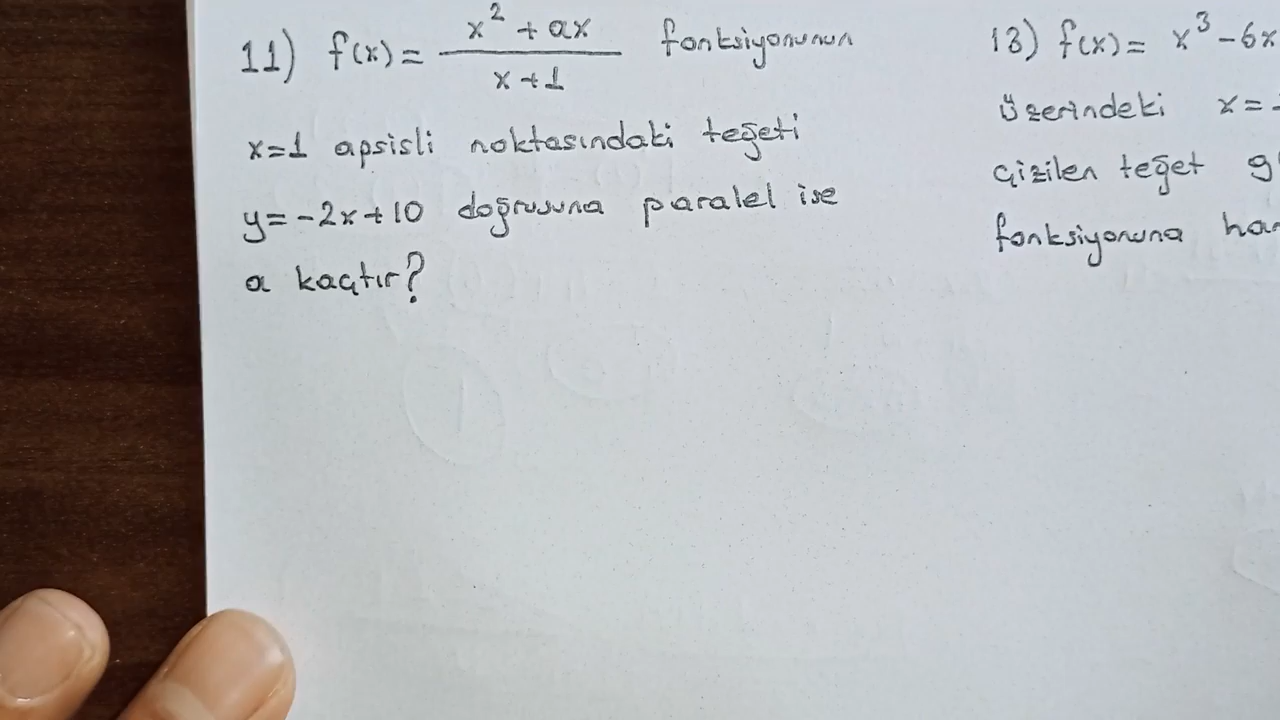 11) f(x) = (x² + ax)/(x + 1) fonksiyonunun
x=1 apsisli noktasındaki teğeti
y = -2x + 10 doğrusuna paralel ise
a kaçtır?
13) f(x) = x³ - 6x
üzerindeki x =
çizilen teğet
fonksiyonuna